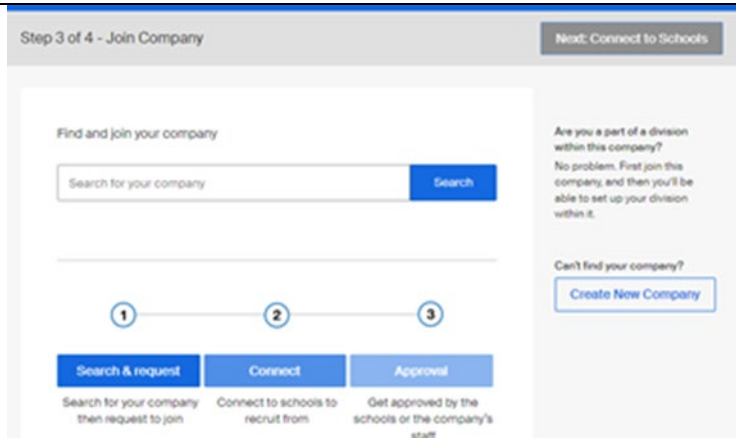 Step 3 of 4 - Join Company
Next: Connect to Schools
Find and join your company
Search for your company
Search
Are you a part of a division
within this company?
No problem. First join this
company, and then you'll be
able to set up your division
within it.
Can't find your company?
Create New Company
1
2
3
Search & request
Connect
Approval
Search for your company
then request to join
Connect to schools to
recruit from
Get approved by the
schools or the company's
staff